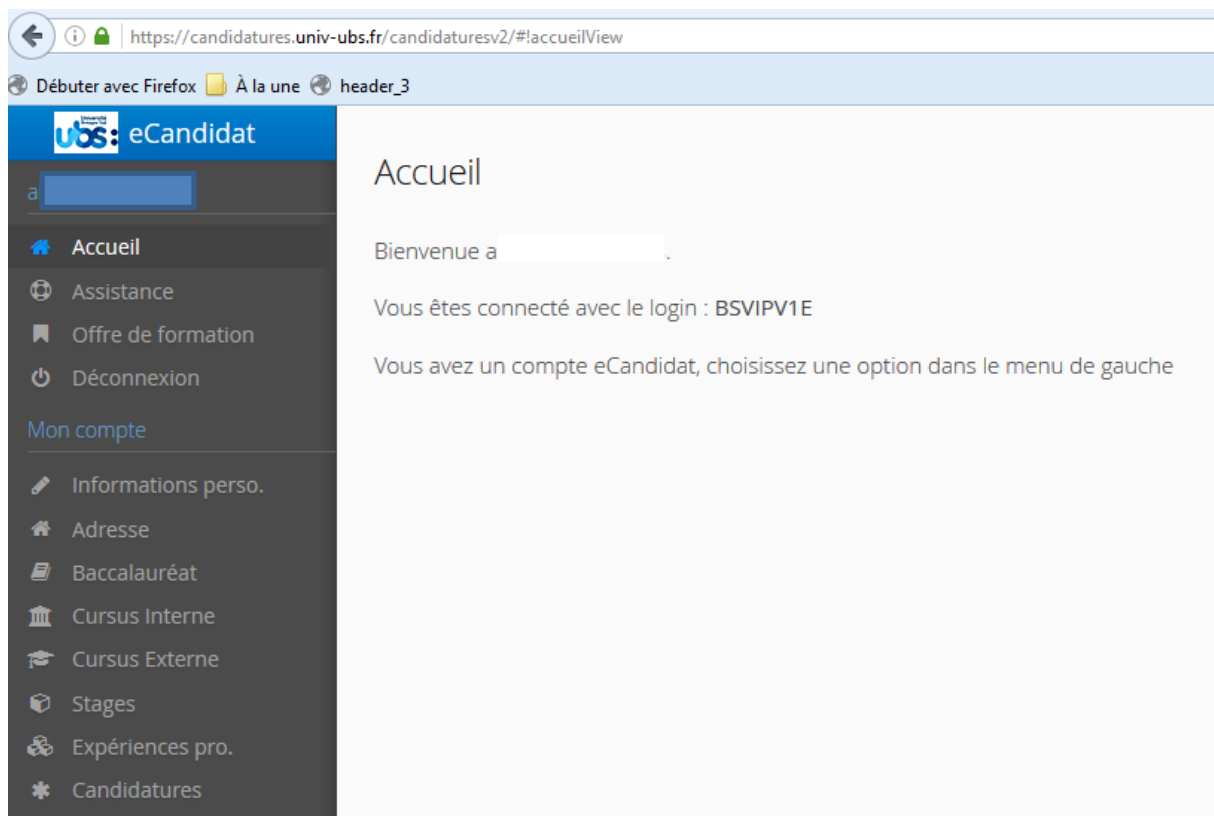 https://candidatures.univ-ubs.fr/candidaturesv2/#!accueilView
Débuter avec Firefox À la une header_3
ubs: eCandidat
a
Accueil
Assistance
Offre de formation
Déconnexion
Mon compte
Informations perso.
Adresse
Baccalauréat
Cursus Interne
Cursus Externe
Stages
Expériences pro.
Candidatures
Accueil
Bienvenue a .
Vous êtes connecté avec le login : BSVIPV1E
Vous avez un compte eCandidat, choisissez une option dans le menu de gauche